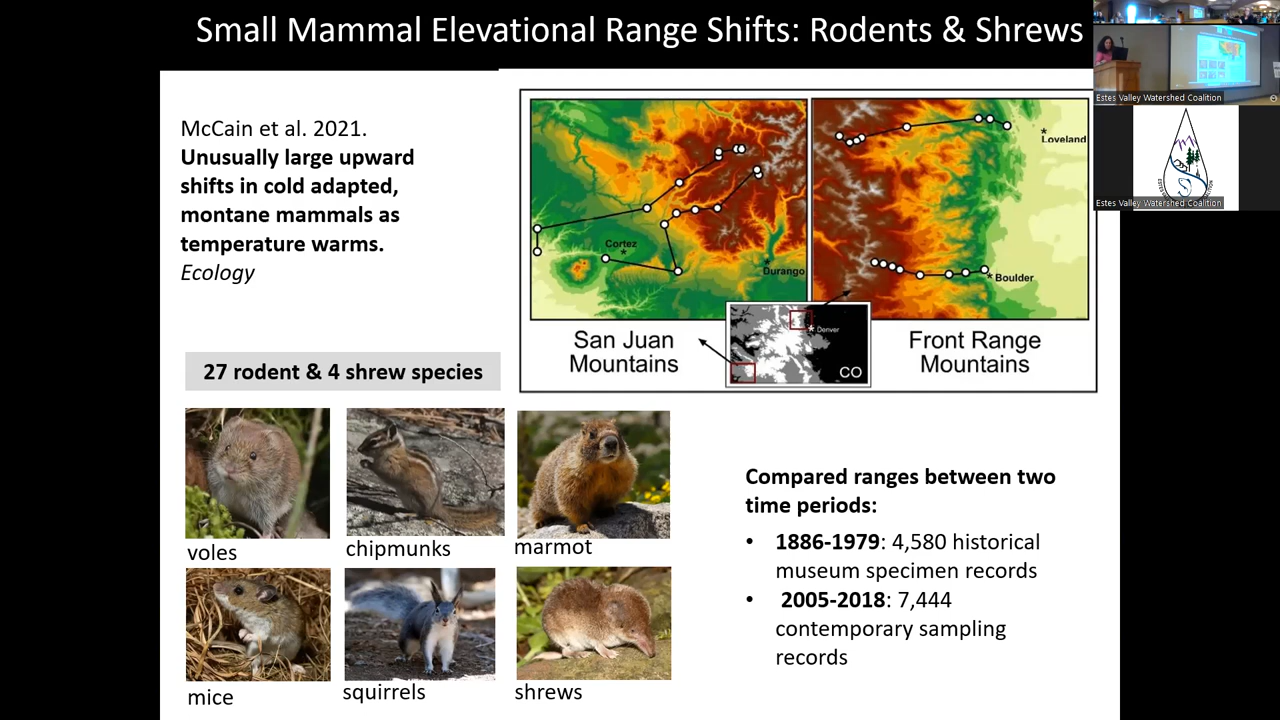 Small Mammal Elevational Range Shifts: Rodents & Shrews
Estes Valley Watershed Coalition
Estes Valley Watershed Coalition
McCain et al. 2021.
Unusually large upward
shifts in cold adapted,
montane mammals as
temperature warms.
Ecology
Loveland
Cortez
Durango
Boulder
San Juan
Mountains
Denver
CO
Front Range
Mountains
27 rodent & 4 shrew species
voles
chipmunks
marmot
mice
squirrels
shrews
Compared ranges between two
time periods:
• 1886-1979: 4,580 historical
museum specimen records
• 2005-2018: 7,444
contemporary sampling
records